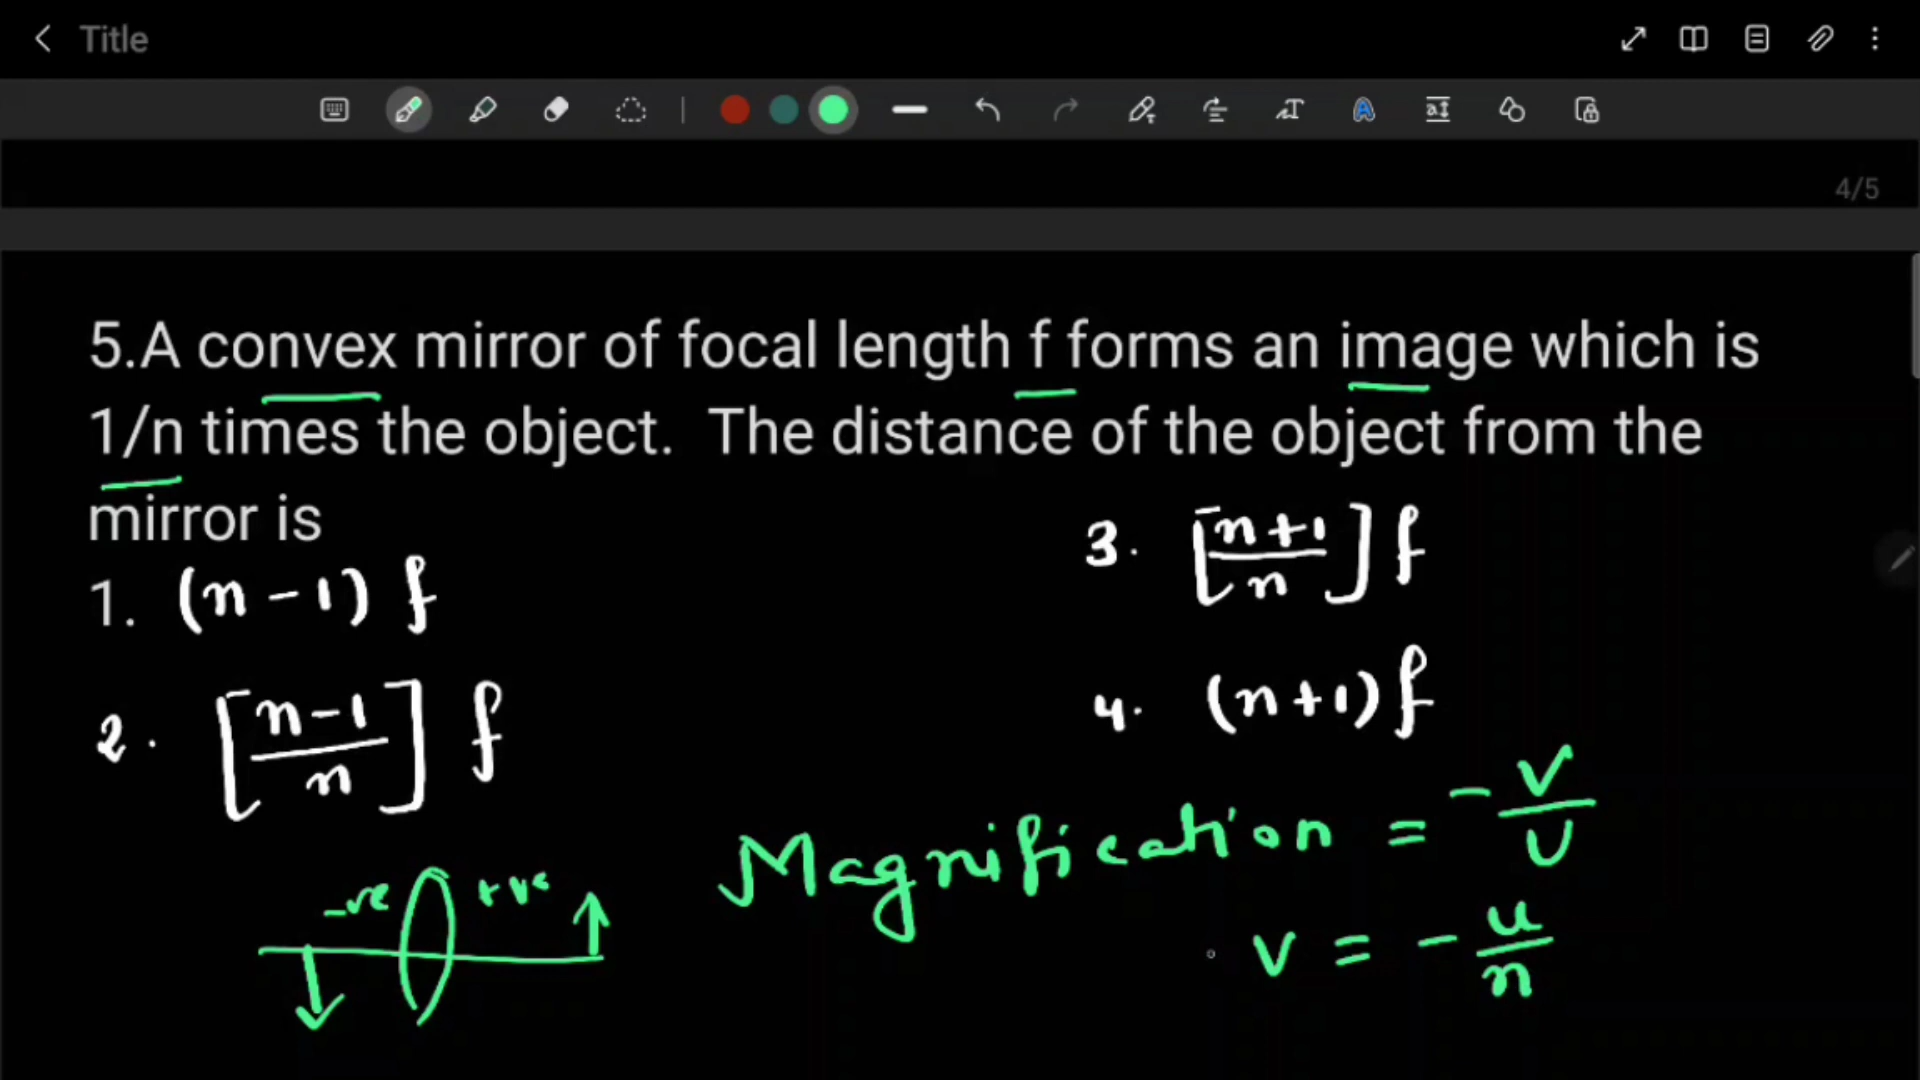 Title
4/5
5.A convex mirror of focal length f forms an image which is
1/n times the object. The distance of the object from the
mirror is
1. (n-1) f
2. [n-1/n] f
3. [n+1/n] f
4. (n+1) f
Magnification = -v/u
v = -u/n
-ve +ve